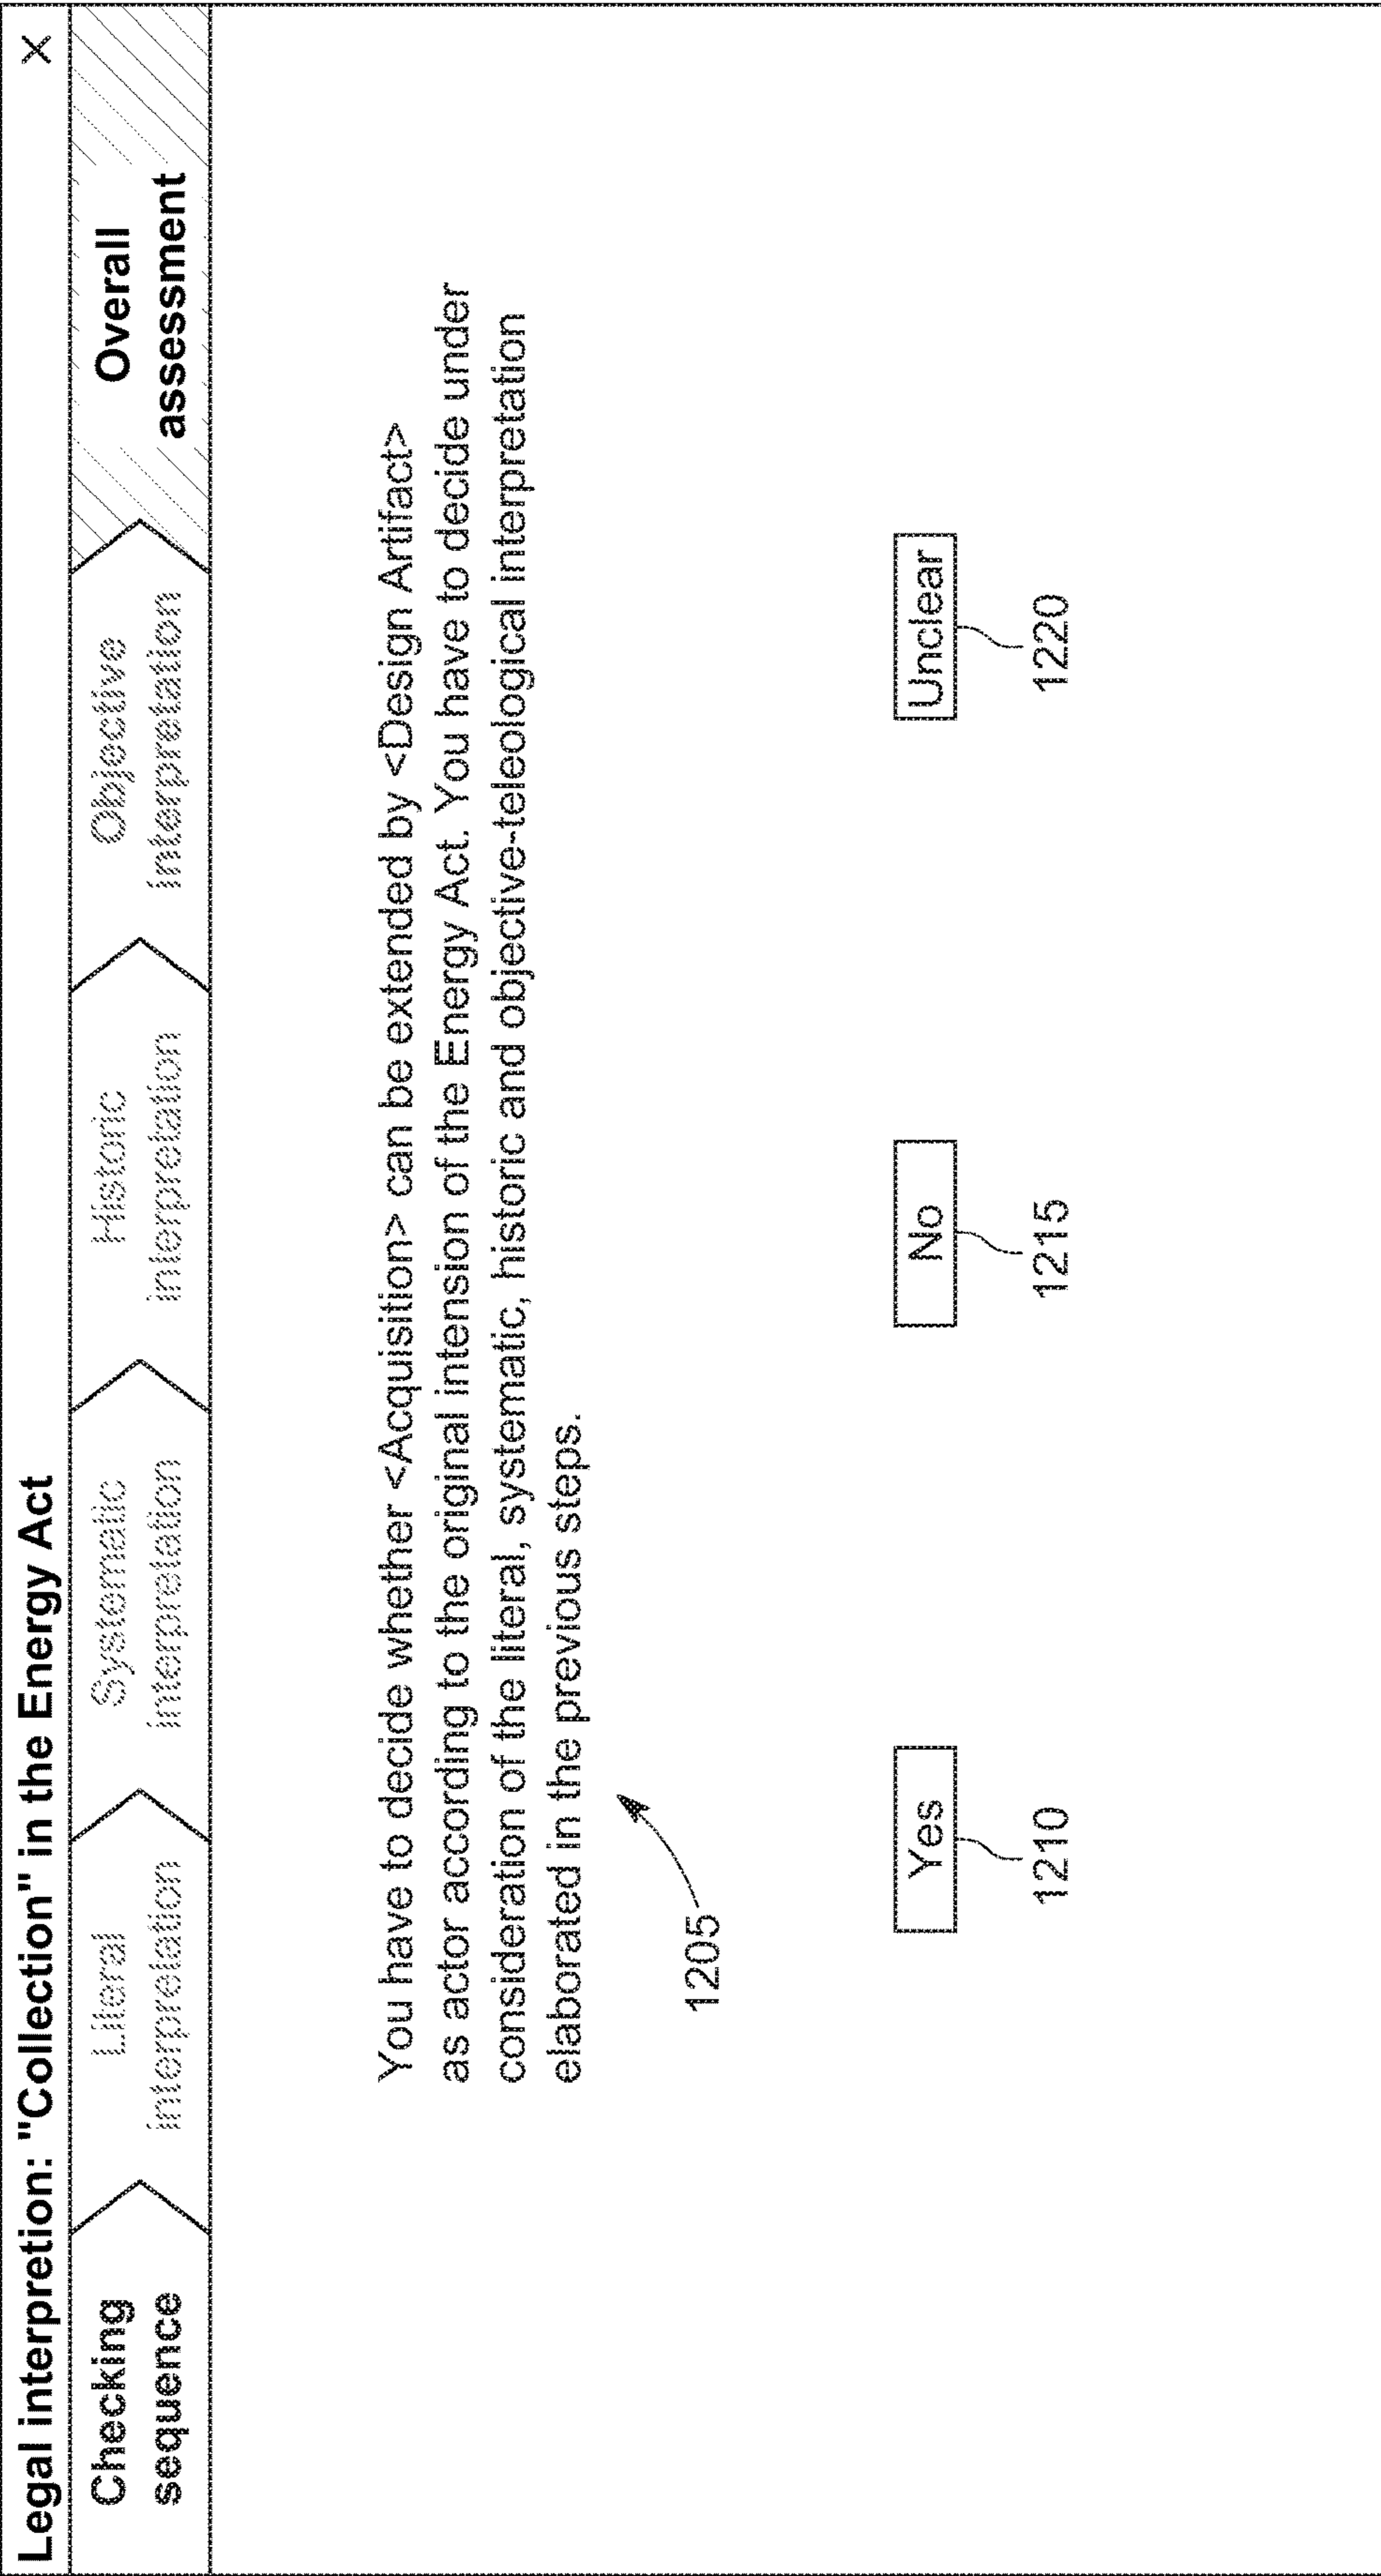 Legal interpretion: "Collection" in the Energy Act X
Checking
sequence
Literal
interpretation
Systematic
interpretation
Historic
interpretation
Objective
interpretation
Overall
assessment
You have to decide whether <Acquisition> can be extended by <Design Artifact>
as actor according to the original intension of the Energy Act. You have to decide under
consideration of the literal, systematic, historic and objective-teleological interpretation
elaborated in the previous steps.
1205
Yes
1210
No
1215
Unclear
1220